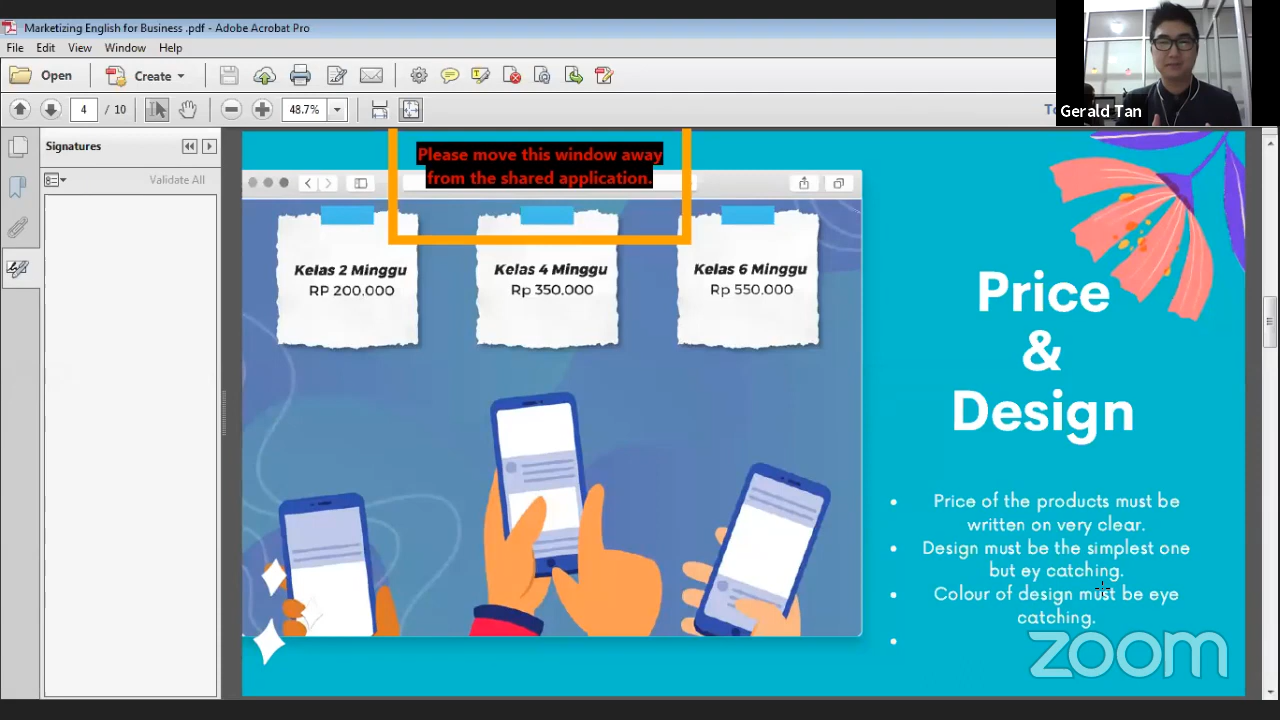 Marketizing English for Business .pdf - Adobe Acrobat Pro
File Edit View Window Help
Open Create
4 / 10 48.7%
Gerald Tan
Signatures
Validate All
Please move this window away
from the shared application.
Kelas 2 Minggu
RP 200.000
Kelas 4 Minggu
Rp 350.000
Kelas 6 Minggu
Rp 550.000
Price
&
Design
• Price of the products must be
written on very clear.
• Design must be the simplest one
but ey catching.
• Colour of design must be eye
catching.
•
zoom